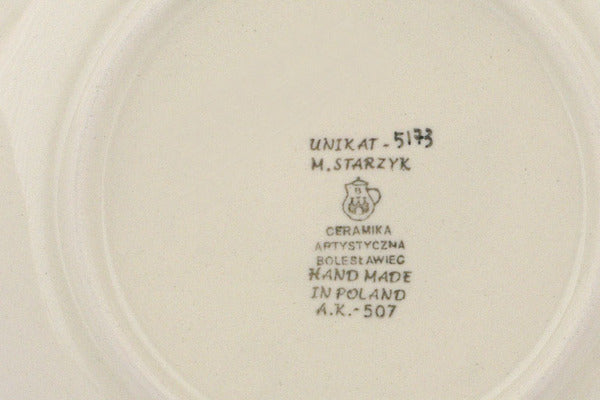 UNIKAT - 5173
M. STARZYK
B
CERAMIKA
ARTYSTYCZNA
BOLESŁAWIEC
HAND MADE
IN POLAND
A.K.-507